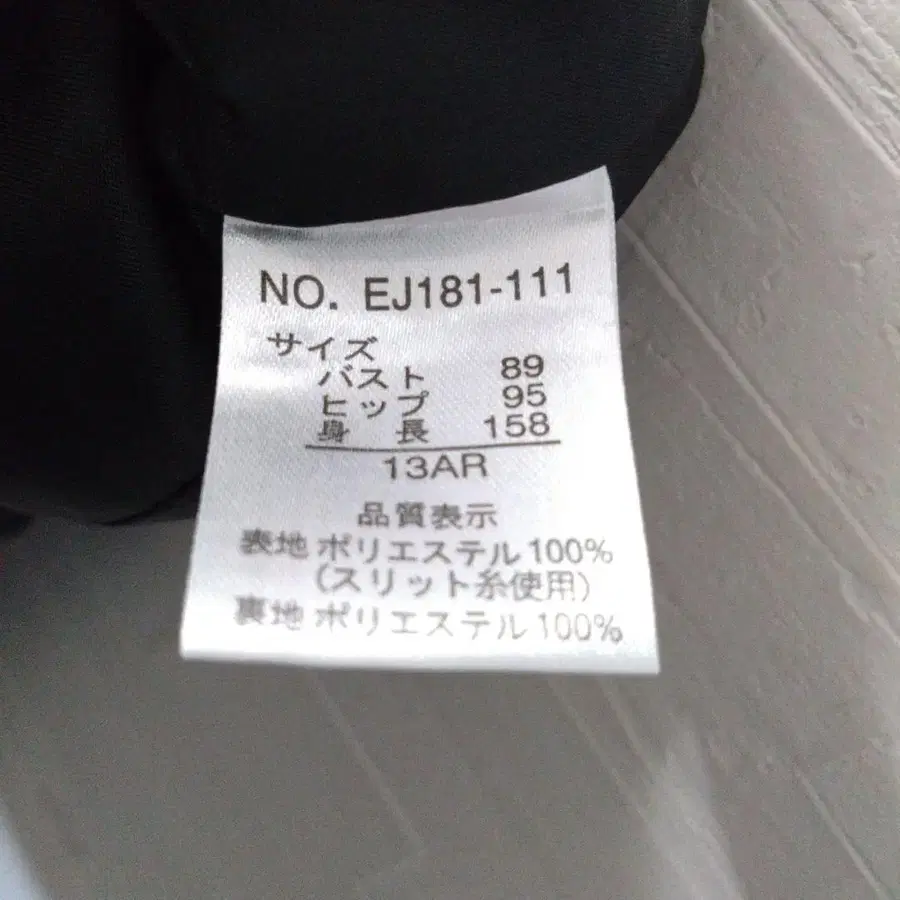 NO. EJ181-111
サイズ
バスト 89
ヒップ 95
身長 158
13AR
品質表示
表地 ポリエステル100%
(スリット糸使用)
裏地 ポリエステル100%